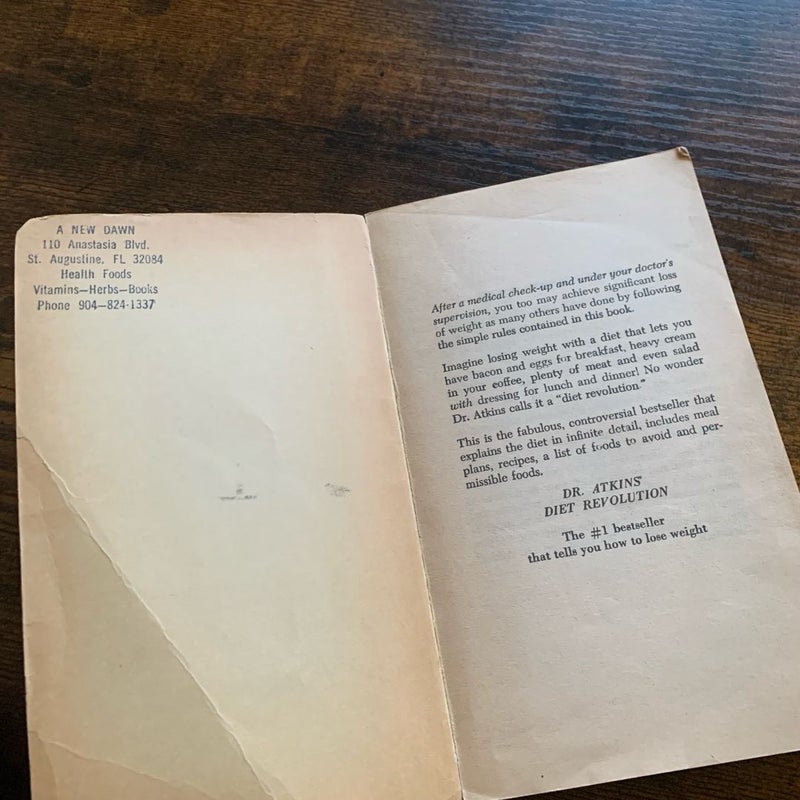 A NEW DAWN
110 Anastasia Blvd.
St. Augustine, FL 32084
Health Foods
Vitamins—Herbs—Books
Phone 904—824-1337
After a medical check-up and under your doctor's
supervision, you too may achieve significant loss
of weight as many others have done by following
the simple rules contained in this book.
Imagine losing weight with a diet that lets you
have bacon and eggs for breakfast, heavy cream
in your coffee, plenty of meat and even salad
with dressing for lunch and dinner! No wonder
Dr. Atkins calls it a “diet revolution.”
This is the fabulous, controversial bestseller that
explains the diet in infinite detail, includes meal
plans, recipes, a list of foods to avoid and per-
missible foods.
DR. ATKINS'
DIET REVOLUTION
The #1 bestseller
that tells you how to lose weight